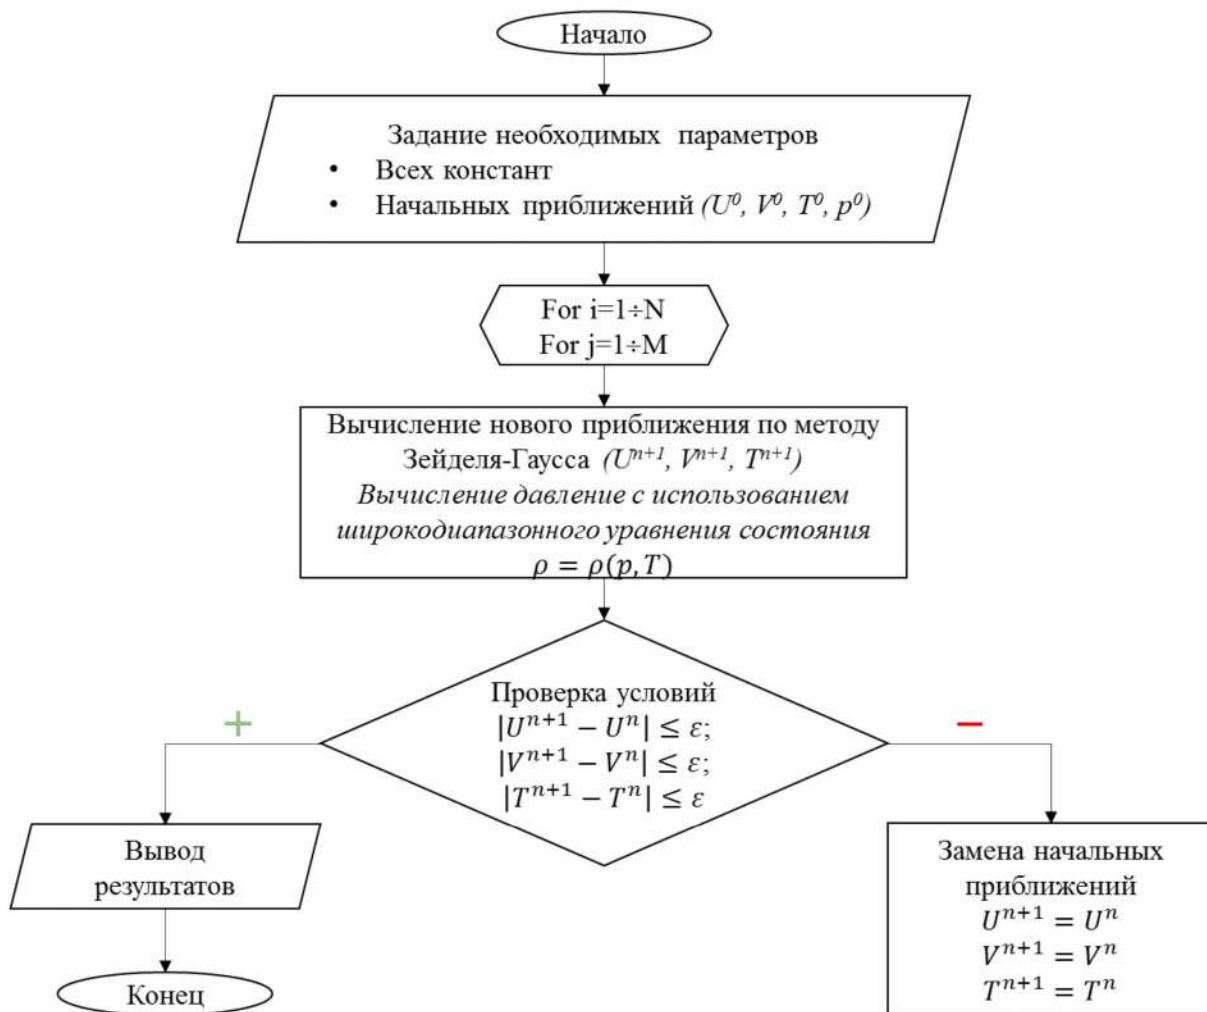 Начало
Задание необходимых параметров
• Всех констант
• Начальных приближений (U⁰, V⁰, T⁰, p⁰)
For i=1÷N
For j=1÷M
Вычисление нового приближения по методу
Зейделя-Гаусса (Uⁿ⁺¹, Vⁿ⁺¹, Tⁿ⁺¹)
Вычисление давление с использованием
широкодиапазонного уравнения состояния
ρ = ρ(p, T)
Проверка условий
|Uⁿ⁺¹ − Uⁿ| ≤ ε;
|Vⁿ⁺¹ − Vⁿ| ≤ ε;
|Tⁿ⁺¹ − Tⁿ| ≤ ε
+
−
Вывод
результатов
Конец
Замена начальных
приближений
Uⁿ⁺¹ = Uⁿ
Vⁿ⁺¹ = Vⁿ
Tⁿ⁺¹ = Tⁿ